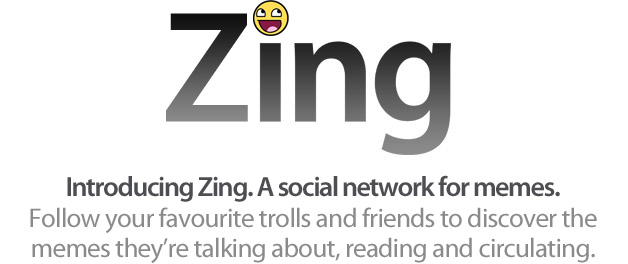 Zing
Introducing Zing. A social network for memes.
Follow your favourite trolls and friends to discover the
memes they’re talking about, reading and circulating.